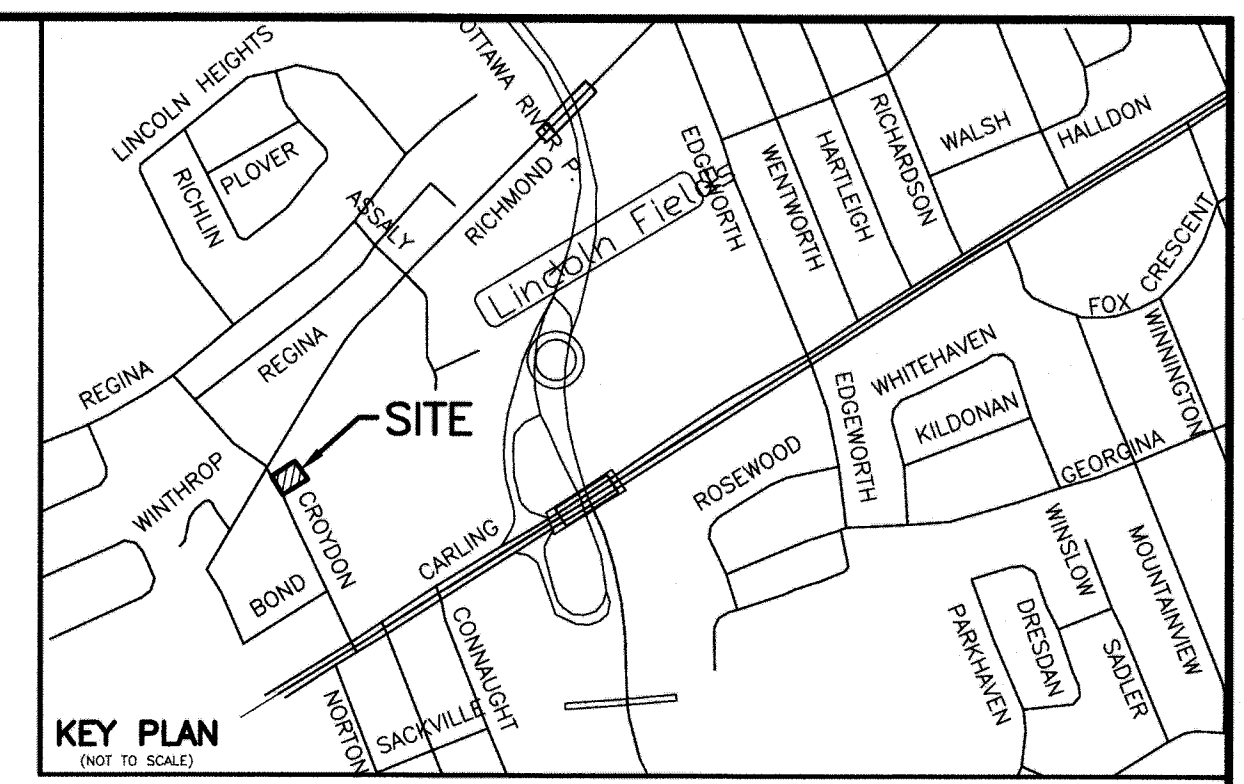 LINCOLN HEIGHTS
OTTAWA RIVER P.
RICHLIN
PLOVER
ASSALY
RICHMOND
Lincoln Fields
EDGEWORTH
WENTWORTH
HARTLEIGH
RICHARDSON
WALSH
HALLDON
REGINA
REGINA
FOX CRESCENT
WINNINGTON
WHITEHAVEN
KILDONAN
EDGEWORTH
ROSEWOOD
GEORGINA
SITE
WINTHROP
CROYDON
CARLING
BOND
CONNAUGHT
WINSLOW
MOUNTAINVIEW
PARKHAVEN
DRESDAN
SADLER
NORTON
SACKVILLE
KEY PLAN
(NOT TO SCALE)